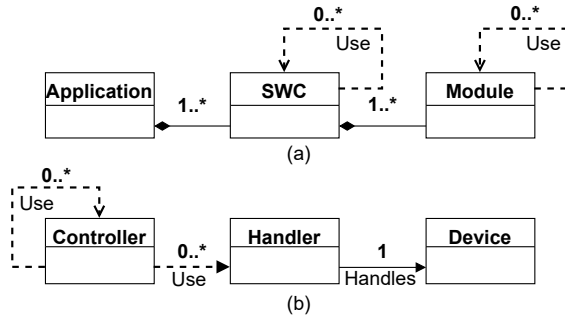 0..*
Use
0..*
Use
Application
SWC
Module
1..*
1..*
(a)
0..*
Use
Controller
Handler
Device
0..*
Use
1
Handles
(b)